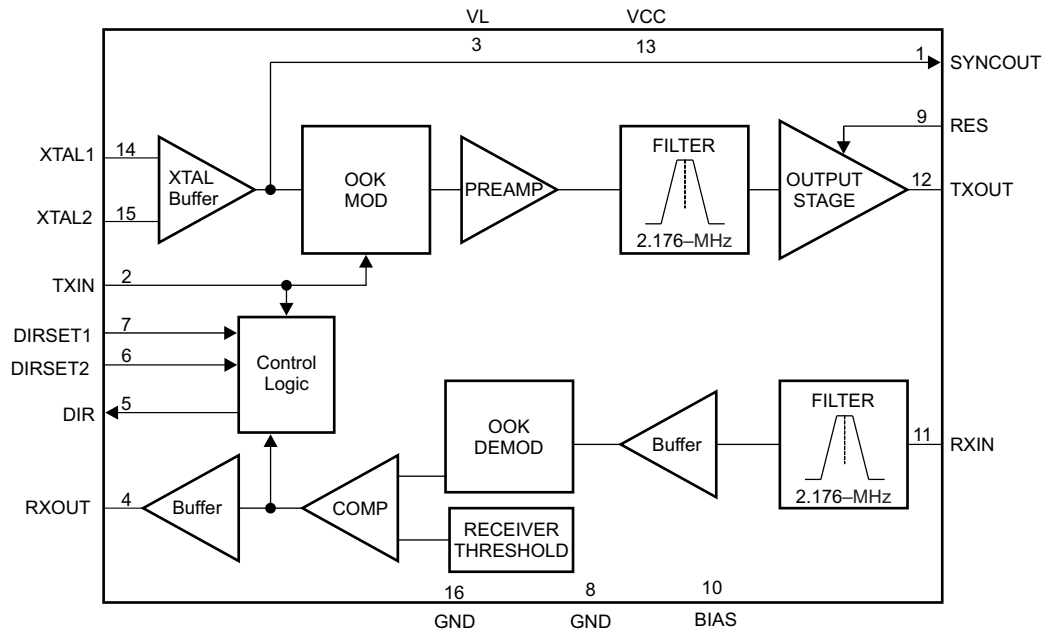 VL
VCC
3
13
1
SYNCOUT
9
RES
XTAL1
14
XTAL
Buffer
OOK
MOD
PREAMP
FILTER
2.176–MHz
OUTPUT
STAGE
12
TXOUT
XTAL2
15
TXIN
2
DIRSET1
7
DIRSET2
6
Control
Logic
DIR
5
OOK
DEMOD
Buffer
FILTER
2.176–MHz
11
RXIN
RXOUT
4
Buffer
COMP
RECEIVER
THRESHOLD
16
8
10
GND
GND
BIAS